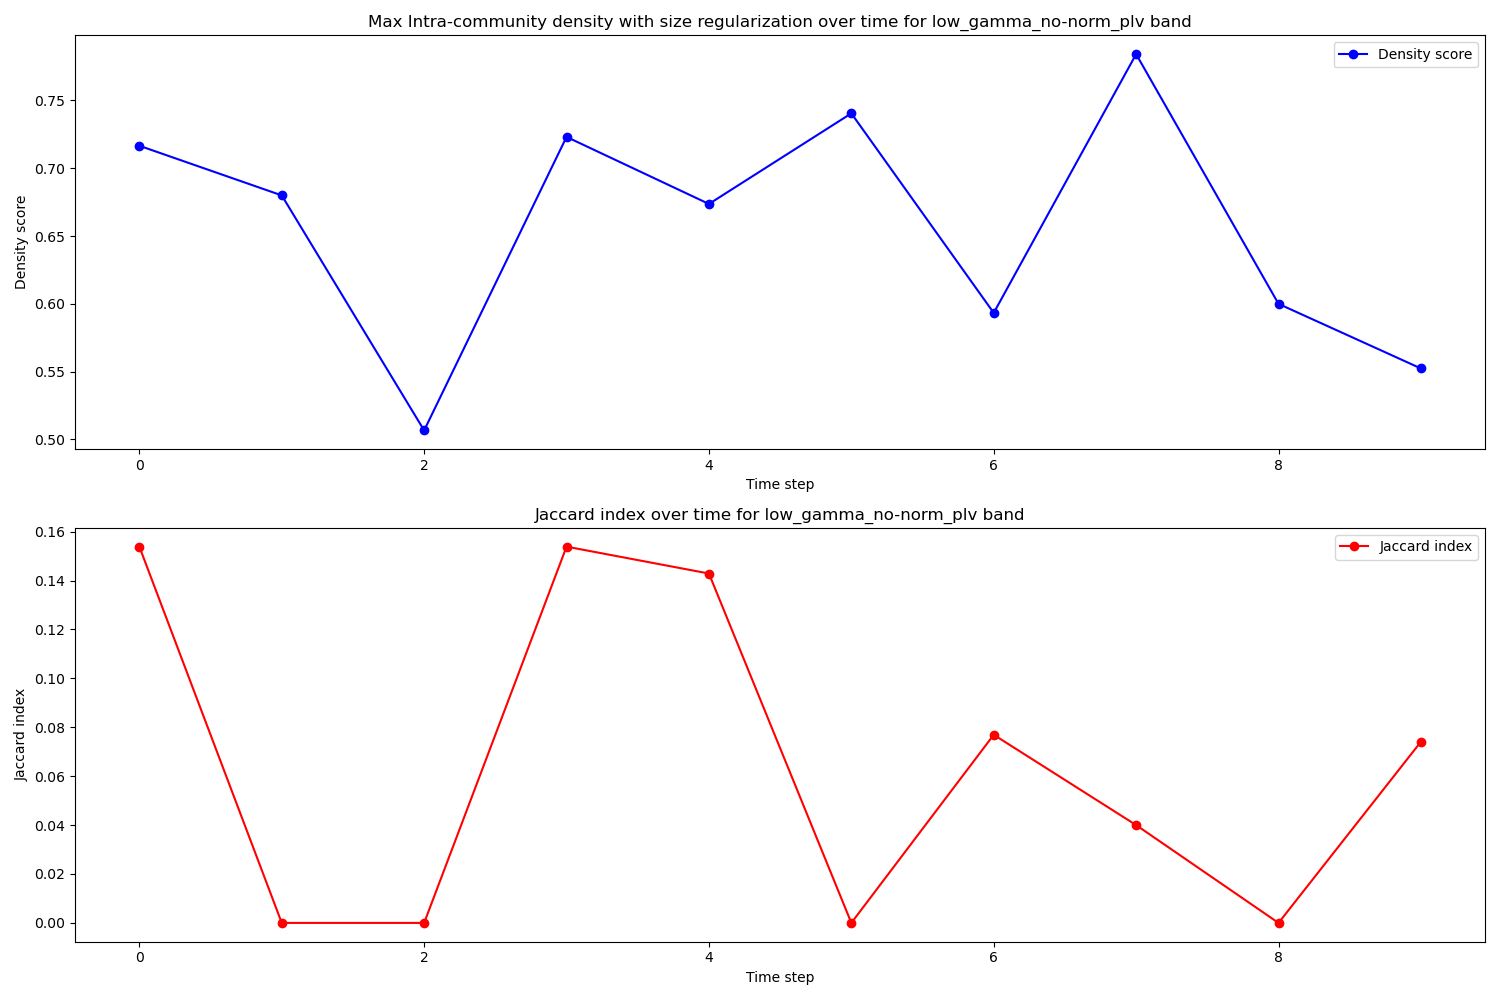 Max Intra-community density with size regularization over time for low_gamma_no-norm_plv band
Density score
0.75
0.70
0.65
0.60
0.55
0.50
Density score
0 2 4 6 8
Time step
Jaccard index over time for low_gamma_no-norm_plv band
Jaccard index
0.16
0.14
0.12
0.10
0.08
0.06
0.04
0.02
0.00
Jaccard index
0 2 4 6 8
Time step